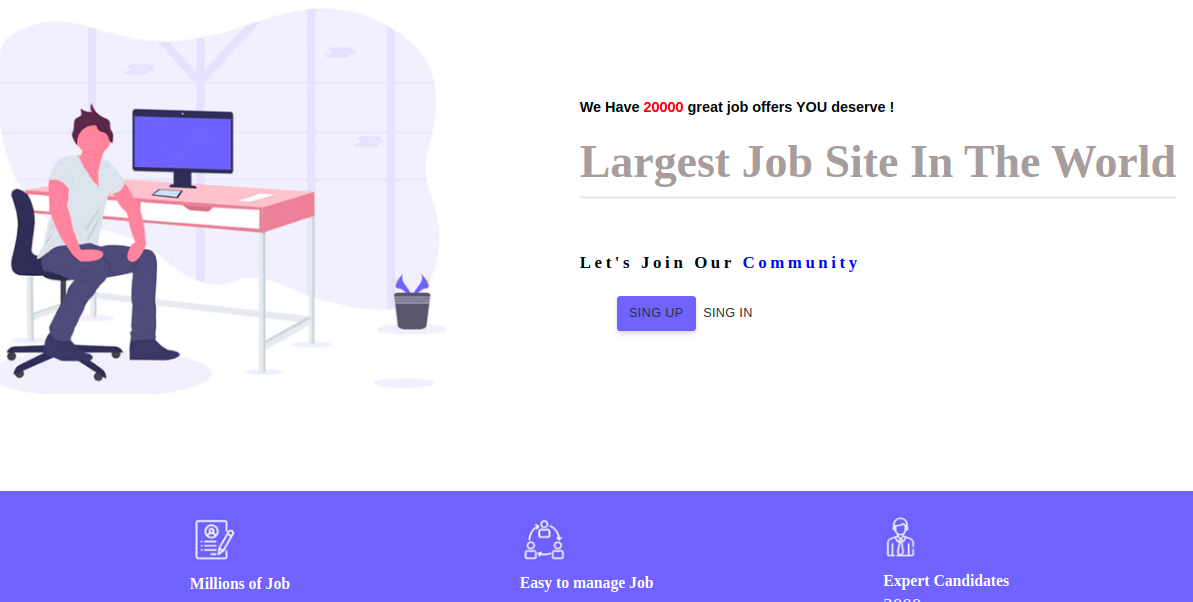 We Have 20000 great job offers YOU deserve !
Largest Job Site In The World
Let's Join Our Community
SING UP SING IN
Millions of Job
Easy to manage Job
Expert Candidates